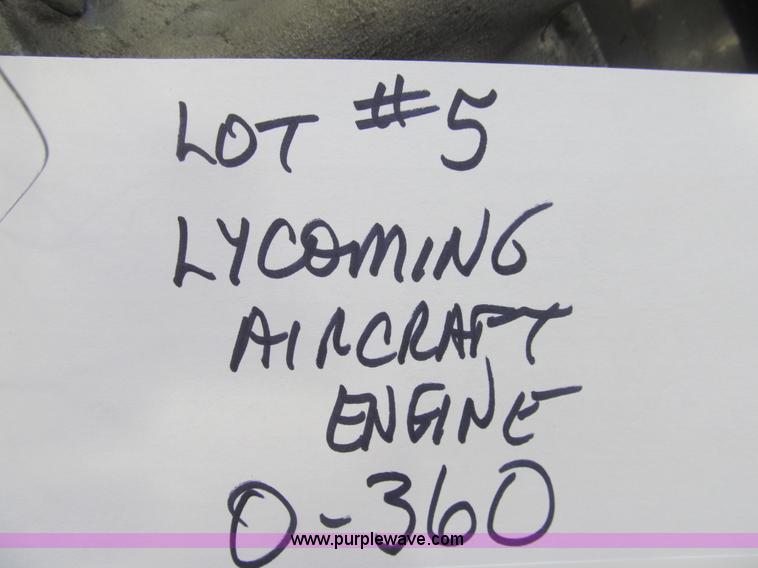 LOT #5
LYCOMING
AIRCRAFT
ENGINE
O-360
www.purplewave.com